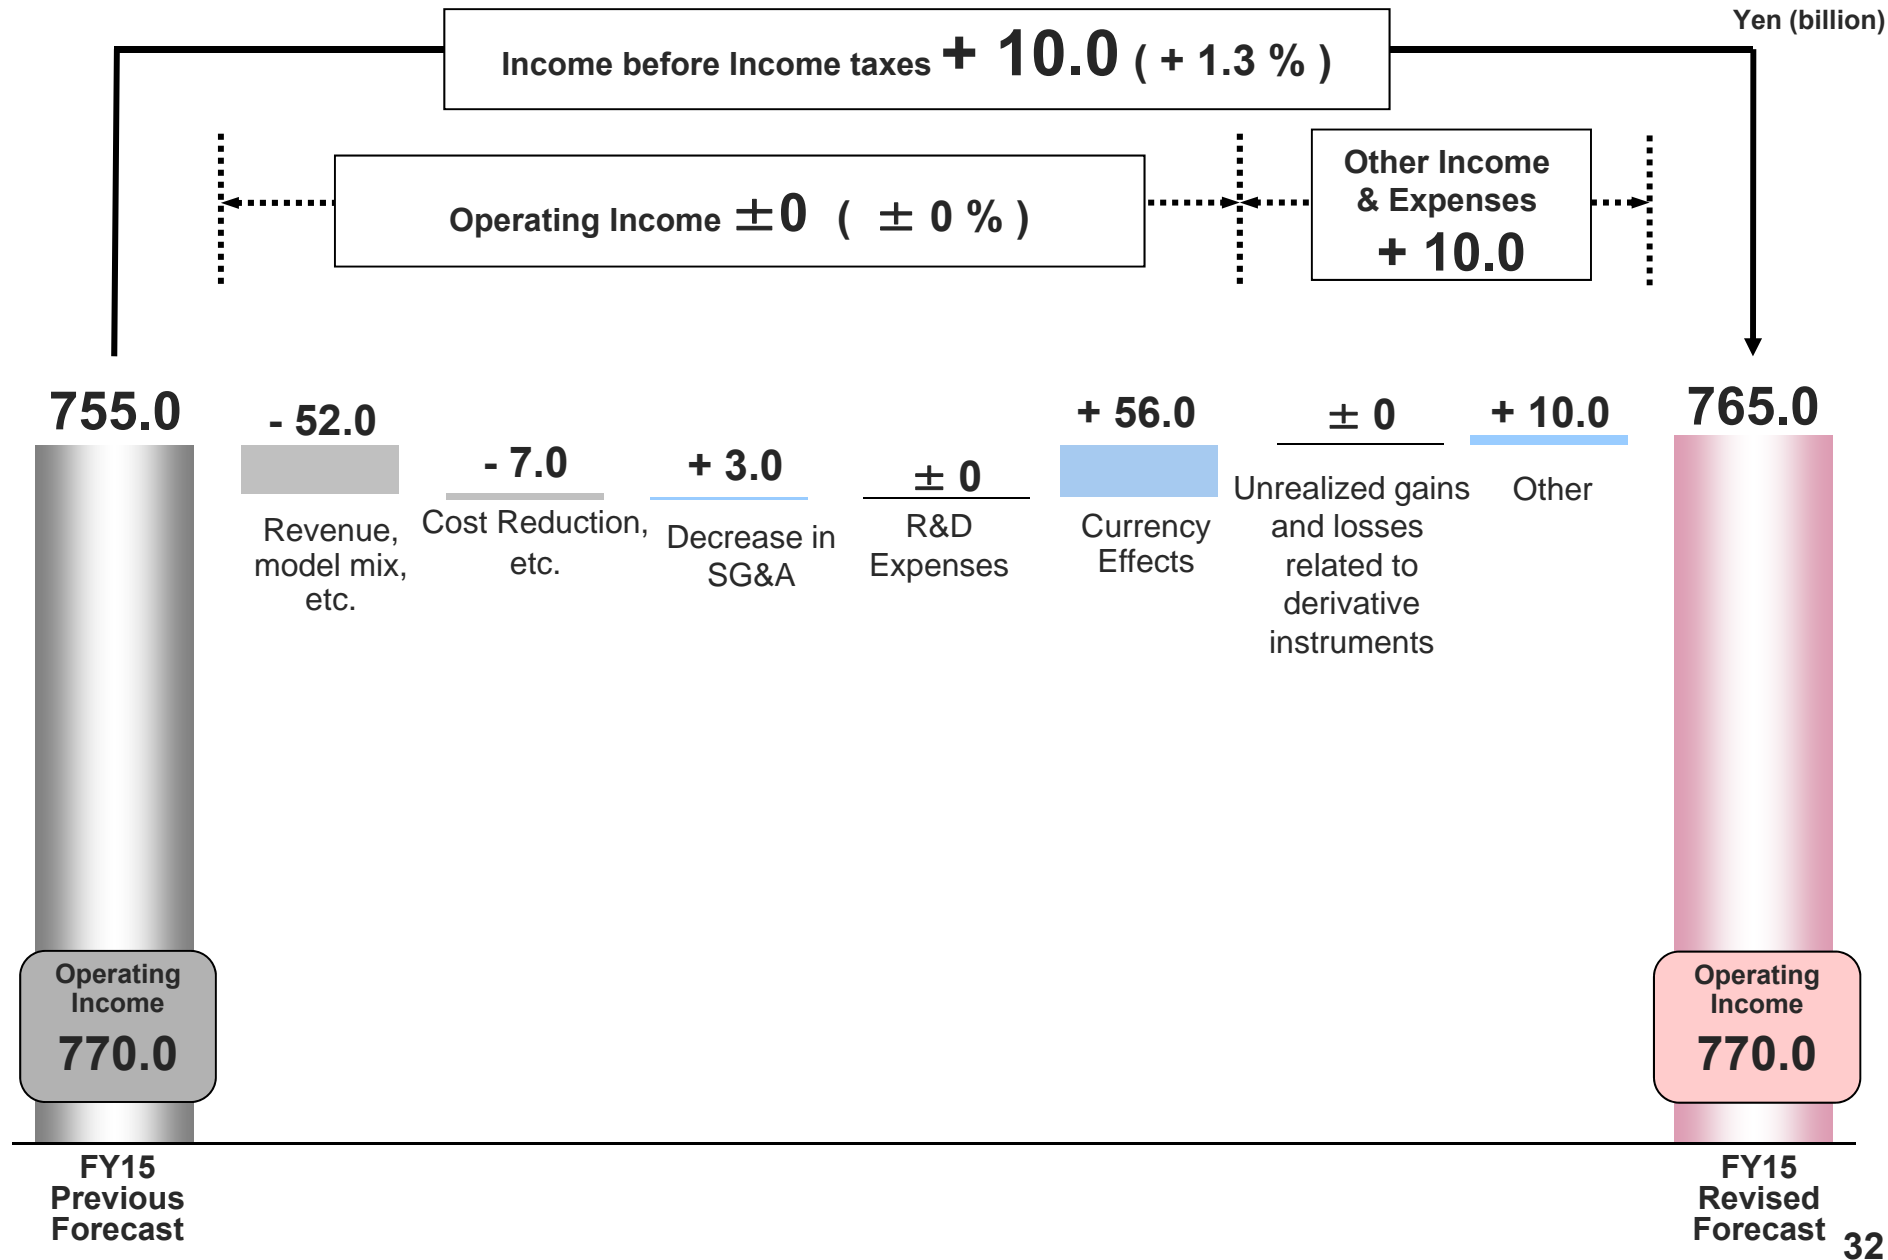 Yen (billion)
Income before Income taxes + 10.0 ( + 1.3 % )
Operating Income ±0 ( ± 0 % )
Other Income
& Expenses
+ 10.0
755.0
- 52.0
Revenue,
model mix,
etc.
- 7.0
Cost Reduction,
etc.
+ 3.0
Decrease in
SG&A
± 0
R&D
Expenses
+ 56.0
Currency
Effects
± 0
Unrealized gains
and losses
related to
derivative
instruments
+ 10.0
Other
765.0
Operating
Income
770.0
Operating
Income
770.0
FY15
Previous
Forecast
FY15
Revised
Forecast
32